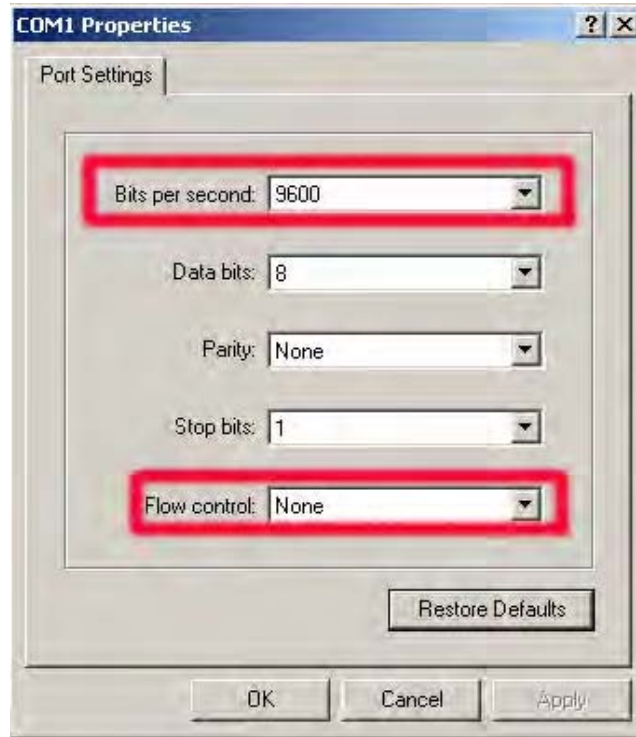 COM1 Properties
Port Settings
Bits per second: 9600
Data bits: 8
Parity: None
Stop bits: 1
Flow control: None
Restore Defaults
OK Cancel Apply